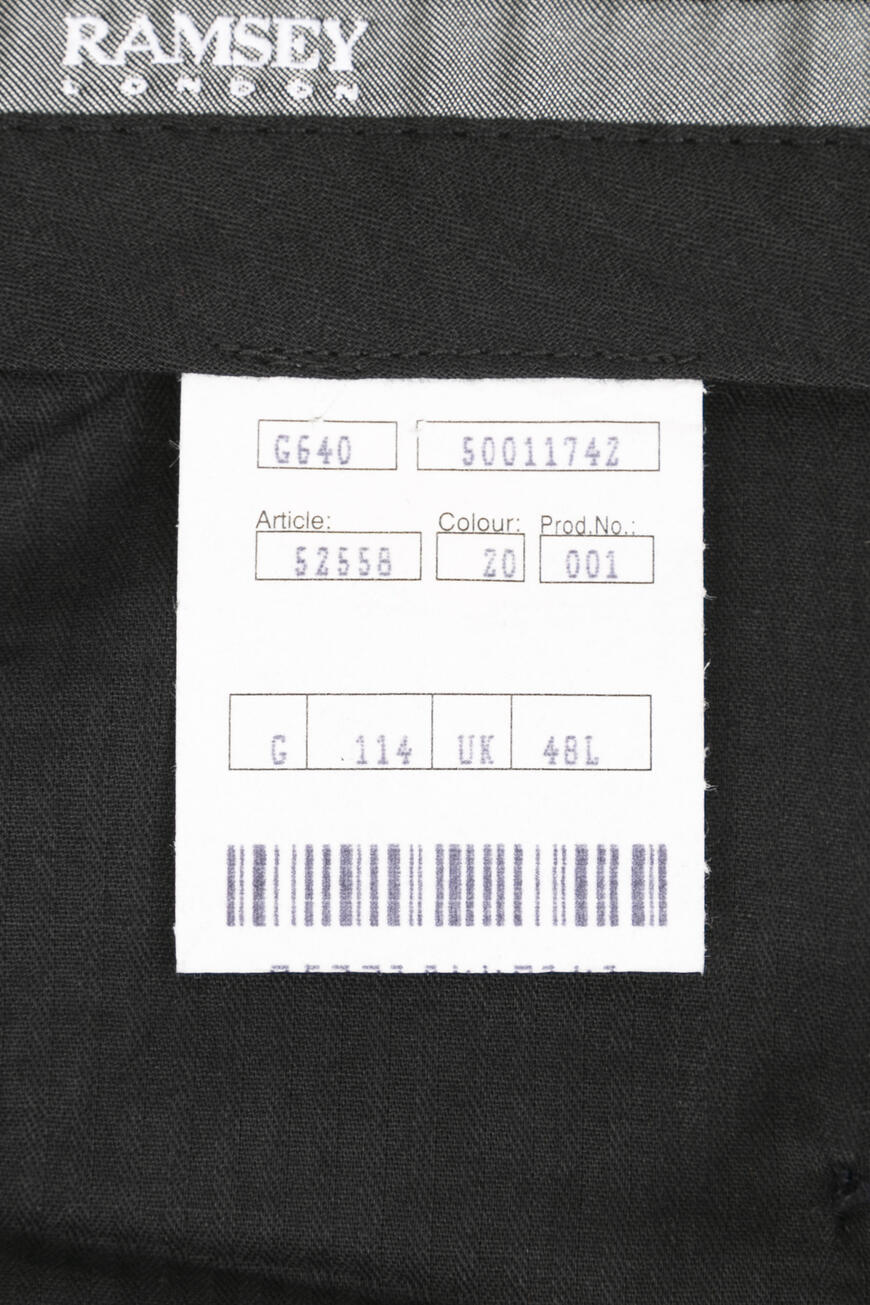 RAMSEY
LONDON
G640 50011742
Article: Colour: Prod.No.:
52558 20 001
G 114 UK 48L